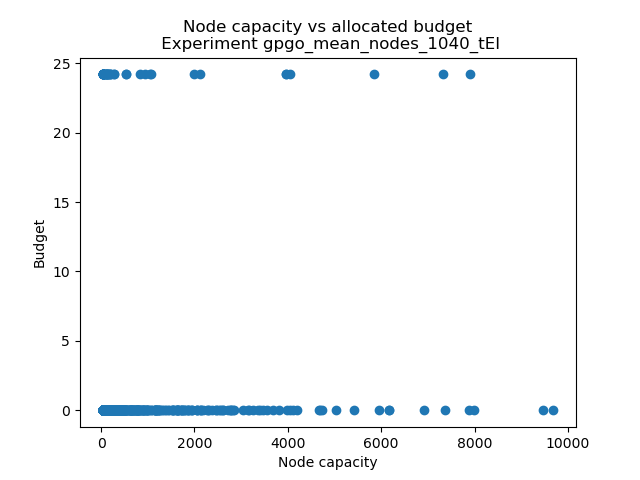 Node capacity vs allocated budget
Experiment gpgo_mean_nodes_1040_tEI
25
20
15
10
5
0
Budget
0 2000 4000 6000 8000 10000
Node capacity